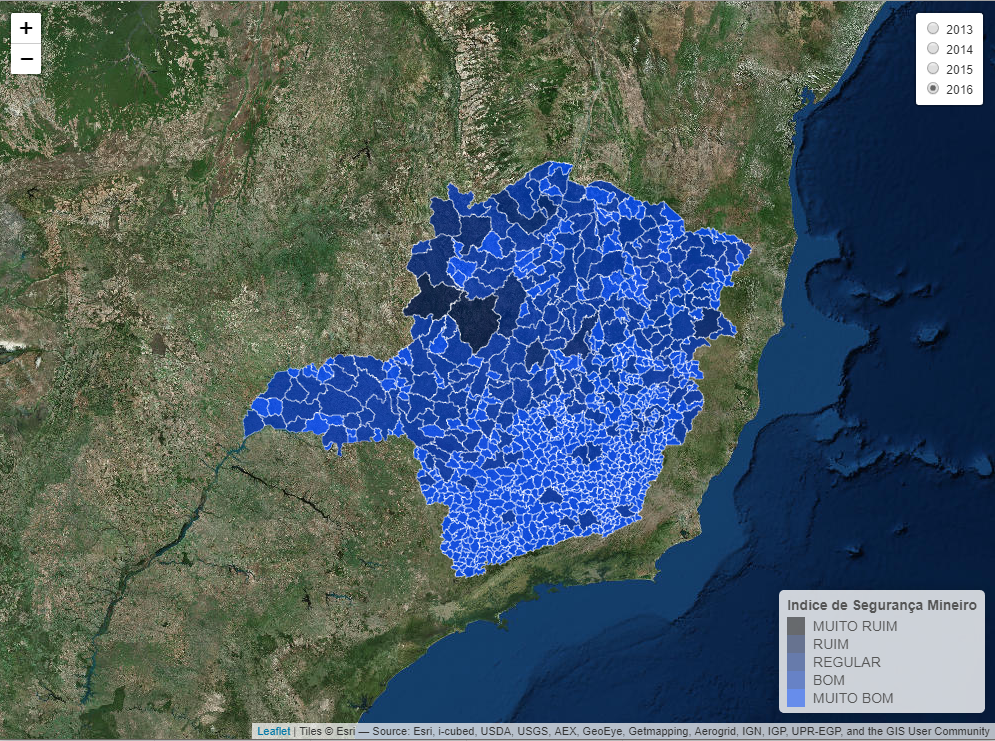 +
−
2013
2014
2015
2016
Indice de Segurança Mineiro
MUITO RUIM
RUIM
REGULAR
BOM
MUITO BOM
Leaflet | Tiles © Esri — Source: Esri, i-cubed, USDA, USGS, AEX, GeoEye, Getmapping, Aerogrid, IGN, IGP, UPR-EGP, and the GIS User Community